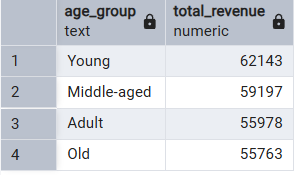 age_group total_revenue
text numeric
1 Young 62143
2 Middle-aged 59197
3 Adult 55978
4 Old 55763